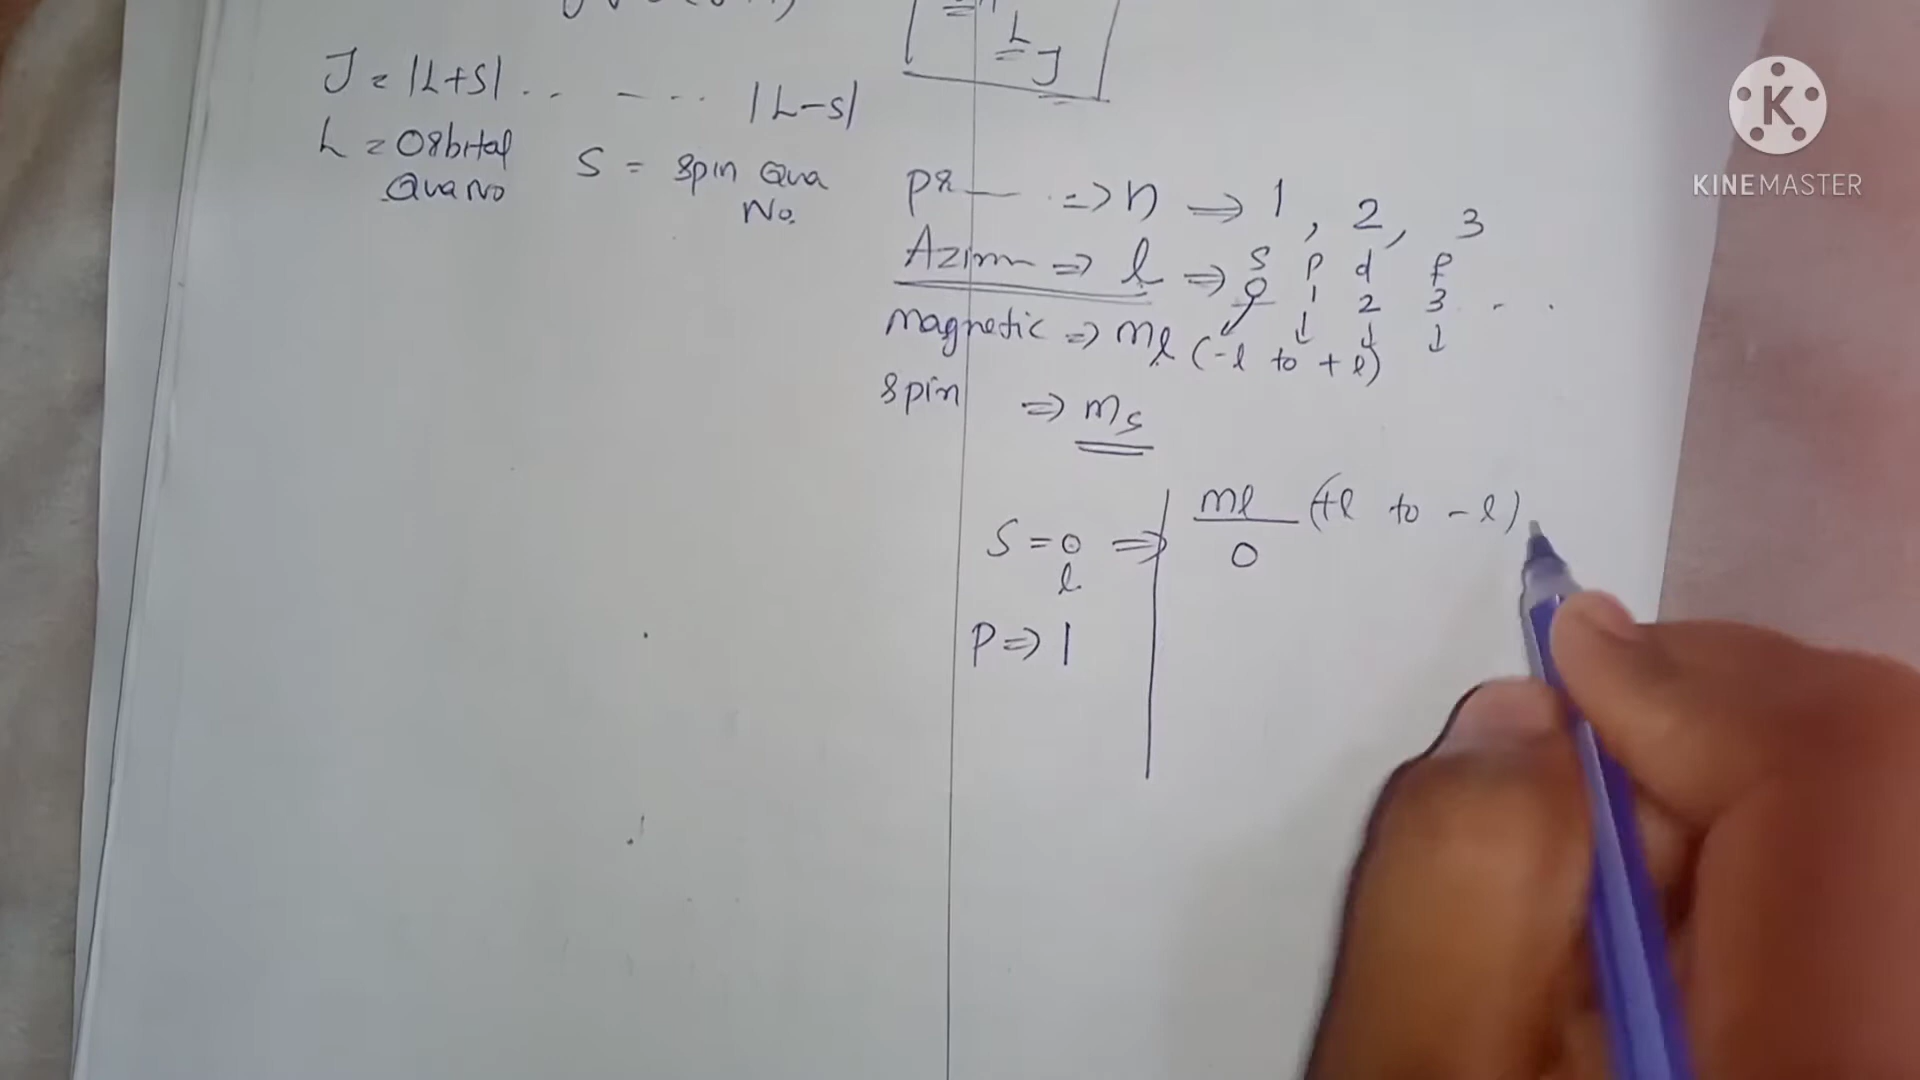 L J
J = |L+S| .. - - .. |L-S|
L = Orbital
Qua No
S = spin Qua
No.
pr — ⇒ n ⇒ 1, 2, 3
Azim — ⇒ l ⇒ s p d f
0 1 2 3 . .
magnetic ⇒ ml (-l to +l)
spin ⇒ ms
ml (+l to -l)
S = 0 ⇒ 0
l
P ⇒ 1
KINEMASTER